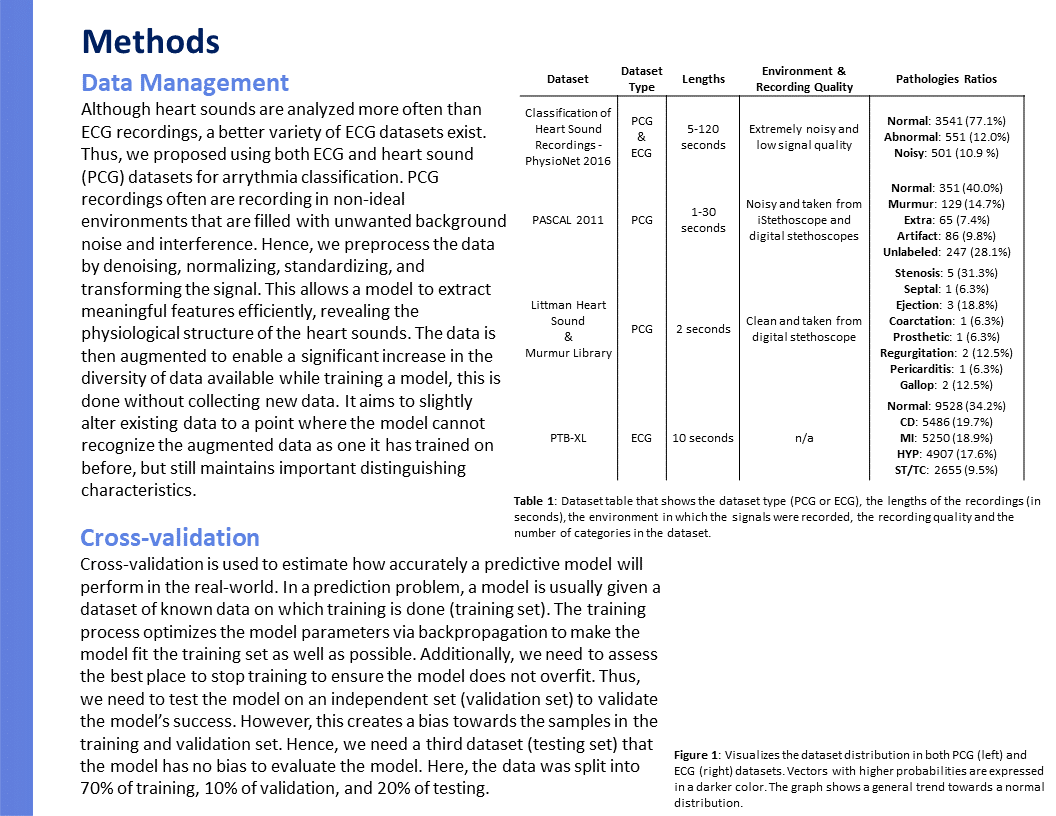 Methods
Data Management
Although heart sounds are analyzed more often than
ECG recordings, a better variety of ECG datasets exist.
Thus, we proposed using both ECG and heart sound
(PCG) datasets for arrythmia classification. PCG
recordings often are recording in non-ideal
environments that are filled with unwanted background
noise and interference. Hence, we preprocess the data
by denoising, normalizing, standardizing, and
transforming the signal. This allows a model to extract
meaningful features efficiently, revealing the
physiological structure of the heart sounds. The data is
then augmented to enable a significant increase in the
diversity of data available while training a model, this is
done without collecting new data. It aims to slightly
alter existing data to a point where the model cannot
recognize the augmented data as one it has trained on
before, but still maintains important distinguishing
characteristics.
Dataset
Dataset
Type
Lengths
Environment &
Recording Quality
Pathologies Ratios
Classification of
Heart Sound
Recordings -
PhysioNet 2016
PCG
&
ECG
5-120
seconds
Extremely noisy and
low signal quality
Normal: 3541 (77.1%)
Abnormal: 551 (12.0%)
Noisy: 501 (10.9 %)
PASCAL 2011
PCG
1-30
seconds
Noisy and taken from
iStethoscope and
digital stethoscopes
Normal: 351 (40.0%)
Murmur: 129 (14.7%)
Extra: 65 (7.4%)
Artifact: 86 (9.8%)
Unlabeled: 247 (28.1%)
Littman Heart
Sound
&
Murmur Library
PCG
2 seconds
Clean and taken from
digital stethoscope
Stenosis: 5 (31.3%)
Septal: 1 (6.3%)
Ejection: 3 (18.8%)
Coarctation: 1 (6.3%)
Prosthetic: 1 (6.3%)
Regurgitation: 2 (12.5%)
Pericarditis: 1 (6.3%)
Gallop: 2 (12.5%)
PTB-XL
ECG
10 seconds
n/a
Normal: 9528 (34.2%)
CD: 5486 (19.7%)
MI: 5250 (18.9%)
HYP: 4907 (17.6%)
ST/TC: 2655 (9.5%)
Table 1: Dataset table that shows the dataset type (PCG or ECG), the lengths of the recordings (in
seconds), the environment in which the signals were recorded, the recording quality and the
number of categories in the dataset.
Cross-validation
Cross-validation is used to estimate how accurately a predictive model will
perform in the real-world. In a prediction problem, a model is usually given a
dataset of known data on which training is done (training set). The training
process optimizes the model parameters via backpropagation to make the
model fit the training set as well as possible. Additionally, we need to assess
the best place to stop training to ensure the model does not overfit. Thus,
we need to test the model on an independent set (validation set) to validate
the model's success. However, this creates a bias towards the samples in the
training and validation set. Hence, we need a third dataset (testing set) that
the model has no bias to evaluate the model. Here, the data was split into
70% of training, 10% of validation, and 20% of testing.
Figure 1: Visualizes the dataset distribution in both PCG (left) and
ECG (right) datasets. Vectors with higher probabilities are expressed
in a darker color. The graph shows a general trend towards a normal
distribution.